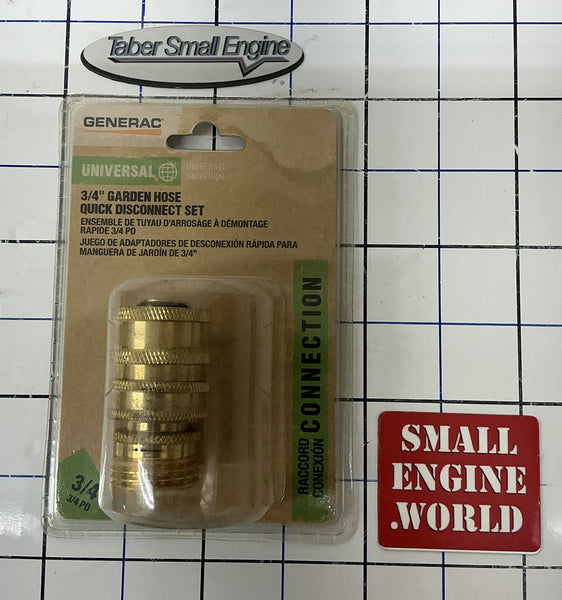 Taber Small Engine
GENERAC
UNIVERSAL
UNIVERSAL
UNIVERSAL
3/4" GARDEN HOSE
QUICK DISCONNECT SET
ENSEMBLE DE TUYAU D'ARROSAGE À DÉMONTAGE
RAPIDE 3/4 PO
JUEGO DE ADAPTADORES DE DESCONEXIÓN RÁPIDA PARA
MANGUERA DE JARDÍN DE 3/4"
CONNECTION
RACCORD
CONEXIÓN
3/4
3/4 PO
SMALL
ENGINE
.WORLD